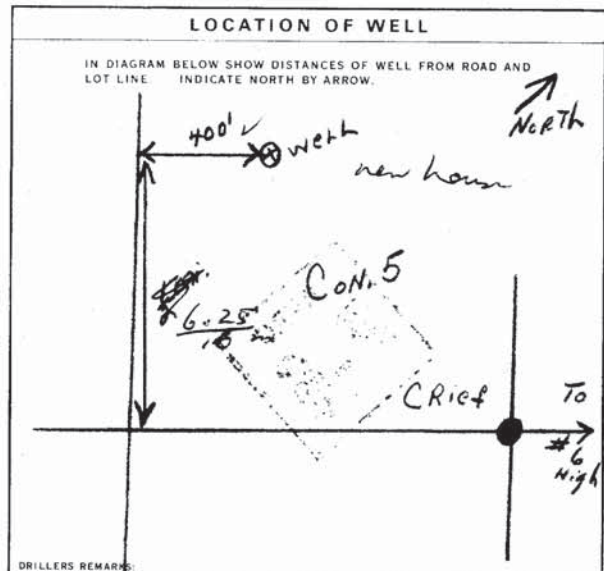 LOCATION OF WELL
IN DIAGRAM BELOW SHOW DISTANCES OF WELL FROM ROAD AND
LOT LINE INDICATE NORTH BY ARROW.
NORTH
400'
well
new house
CON. 5
6.25
CRief
To
#6
High
DRILLERS REMARKS: